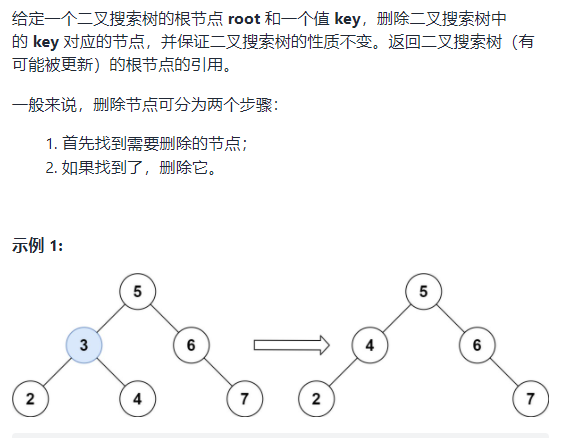 给定一个二叉搜索树的根节点 root 和一个值 key，删除二叉搜索树中
的 key 对应的节点，并保证二叉搜索树的性质不变。返回二叉搜索树（有
可能被更新）的根节点的引用。
一般来说，删除节点可分为两个步骤：
1. 首先找到需要删除的节点；
2. 如果找到了，删除它。
示例 1:
5 5
3 6 4 6
2 4 7 2 7